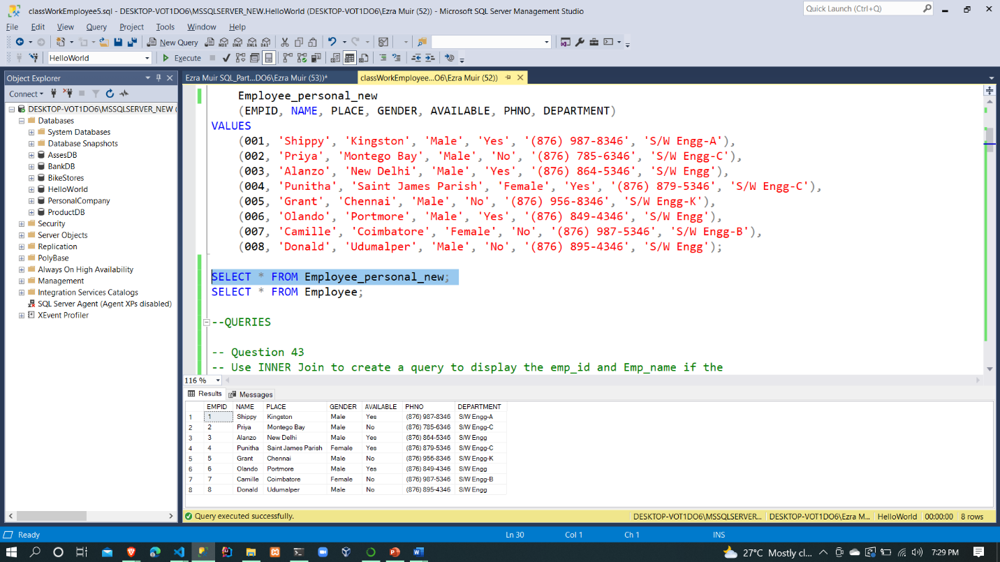 classWorkEmployee5.sql - DESKTOP-VOT1DO6\MSSQLSERVER_NEW.HelloWorld (DESKTOP-VOT1DO6\Ezra Muir (52)) - Microsoft SQL Server Management Studio
Quick Launch (Ctrl+Q)
File Edit View Query Project Tools Window Help
New Query
MDX DMX XMLA DAX
HelloWorld
Execute
Object Explorer
Connect
DESKTOP-VOT1DO6\MSSQLSERVER_NEW (
Databases
System Databases
Database Snapshots
AssesDB
BankDB
BikeStores
HelloWorld
PersonalCompany
ProductDB
Security
Server Objects
Replication
PolyBase
Always On High Availability
Management
Integration Services Catalogs
SQL Server Agent (Agent XPs disabled)
XEvent Profiler
Ezra Muir SQL_Part...DO6\Ezra Muir (53))*
classWorkEmployee...O6\Ezra Muir (52))
Employee_personal_new
(EMPID, NAME, PLACE, GENDER, AVAILABLE, PHNO, DEPARTMENT)
VALUES
(001, 'Shippy', 'Kingston', 'Male', 'Yes', '(876) 987-8346', 'S/W Engg-A'),
(002, 'Priya', 'Montego Bay', 'Male', 'No', '(876) 785-6346', 'S/W Engg-C'),
(003, 'Alanzo', 'New Delhi', 'Male', 'Yes', '(876) 864-5346', 'S/W Engg'),
(004, 'Punitha', 'Saint James Parish', 'Female', 'Yes', '(876) 879-5346', 'S/W Engg-C'),
(005, 'Grant', 'Chennai', 'Male', 'No', '(876) 956-8346', 'S/W Engg-K'),
(006, 'Olando', 'Portmore', 'Male', 'Yes', '(876) 849-4346', 'S/W Engg'),
(007, 'Camille', 'Coimbatore', 'Female', 'No', '(876) 987-5346', 'S/W Engg-B'),
(008, 'Donald', 'Udumalper', 'Male', 'No', '(876) 895-4346', 'S/W Engg');
SELECT * FROM Employee_personal_new;
SELECT * FROM Employee;
--QUERIES
-- Question 43
-- Use INNER Join to create a query to display the emp_id and Emp_name if the
116 %
Results Messages
EMPID NAME PLACE GENDER AVAILABLE PHNO DEPARTMENT
1 1 Shippy Kingston Male Yes (876) 987-8346 S/W Engg-A
2 2 Priya Montego Bay Male No (876) 785-6346 S/W Engg-C
3 3 Alanzo New Delhi Male Yes (876) 864-5346 S/W Engg
4 4 Punitha Saint James Parish Female Yes (876) 879-5346 S/W Engg-C
5 5 Grant Chennai Male No (876) 956-8346 S/W Engg-K
6 6 Olando Portmore Male Yes (876) 849-4346 S/W Engg
7 7 Camille Coimbatore Female No (876) 987-5346 S/W Engg-B
8 8 Donald Udumalper Male No (876) 895-4346 S/W Engg
Query executed successfully.
DESKTOP-VOT1DO6\MSSQLSERVER... DESKTOP-VOT1DO6\Ezra M... HelloWorld 00:00:00 8 rows
Ready
Ln 30 Col 1 Ch 1 INS
27°C Mostly cl... 7:29 PM